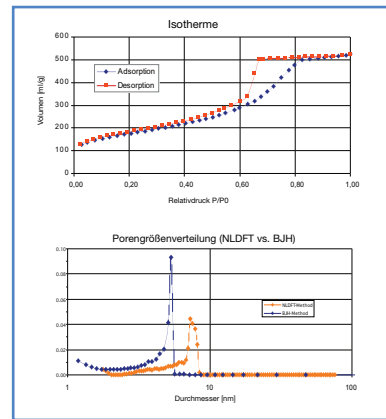 Isotherme
600
500
400
300
200
100
0
Volumen [ml/g]
Adsorption
Desorption
0,00 0,20 0,40 0,60 0,80 1,00
Relativdruck P/P0
Porengrößenverteilung (NLDFT vs. BJH)
0.10
0.08
0.06
0.04
0.02
0.00
NLDFT-Method
BJH-Method
1 10 100
Durchmesser [nm]